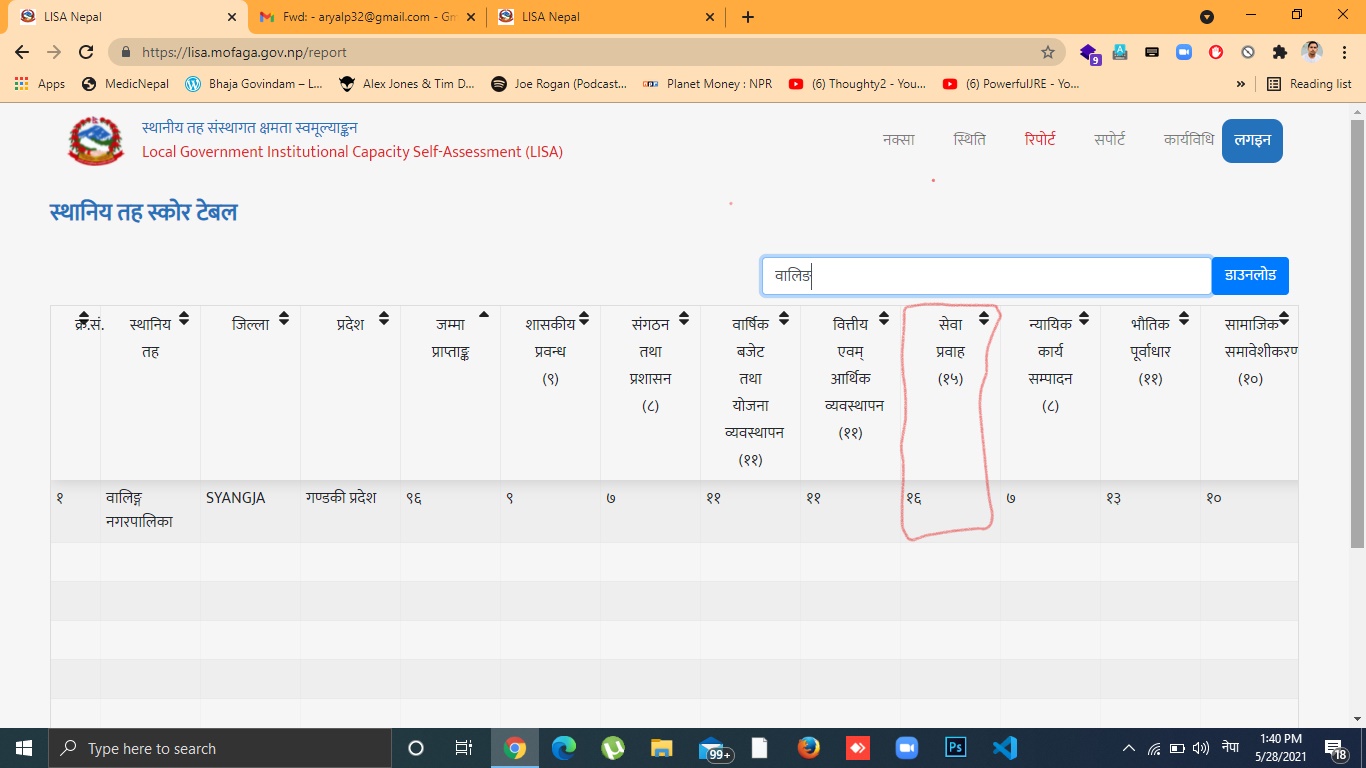 LISA Nepal
Fwd: - aryalp32@gmail.com - Gm
LISA Nepal
https://lisa.mofaga.gov.np/report
9
Apps
MedicNepal
Bhaja Govindam – L...
Alex Jones & Tim D...
Joe Rogan (Podcast...
Planet Money : NPR
(6) Thoughty2 - You...
(6) PowerfulJRE - Yo...
»
Reading list
स्थानीय तह संस्थागत क्षमता स्वमूल्याङ्कन
Local Government Institutional Capacity Self-Assessment (LISA)
नक्सा
स्थिति
रिपोर्ट
सपोर्ट
कार्यविधि
लगइन
स्थानिय तह स्कोर टेबल
वालिङ
डाउनलोड
क्र.सं.
स्थानिय
तह
जिल्ला
प्रदेश
जम्मा
प्राप्ताङ्क
शासकीय
प्रवन्ध
(९)
संगठन
तथा
प्रशासन
(८)
वार्षिक
बजेट
तथा
योजना
व्यवस्थापन
(११)
वित्तीय
एवम्
आर्थिक
व्यवस्थापन
(११)
सेवा
प्रवाह
(१५)
न्यायिक
कार्य
सम्पादन
(८)
भौतिक
पूर्वाधार
(११)
सामाजिक
समावेशीकरण
(१०)
१
वालिङ्ग
नगरपालिका
SYANGJA
गण्डकी प्रदेश
९६
९
७
११
११
१६
७
१३
१०
Type here to search
99+
Ps
नेपा
1:40 PM
5/28/2021
18